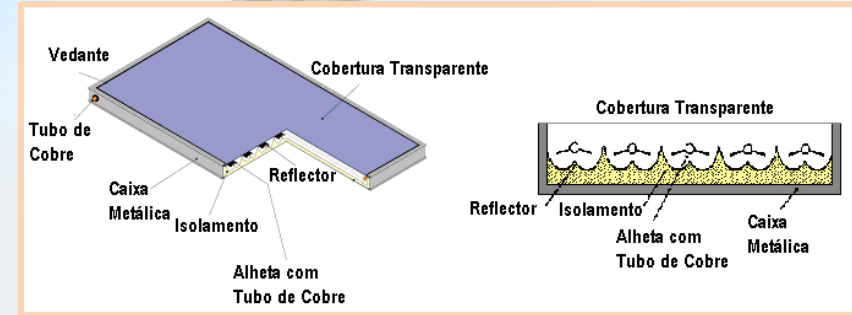 Vedante
Cobertura Transparente
Tubo de
Cobre
Reflector
Caixa
Metálica
Isolamento
Alheta com
Tubo de Cobre
Cobertura Transparente
Reflector
Isolamento
Caixa
Metálica
Alheta com
Tubo de Cobre